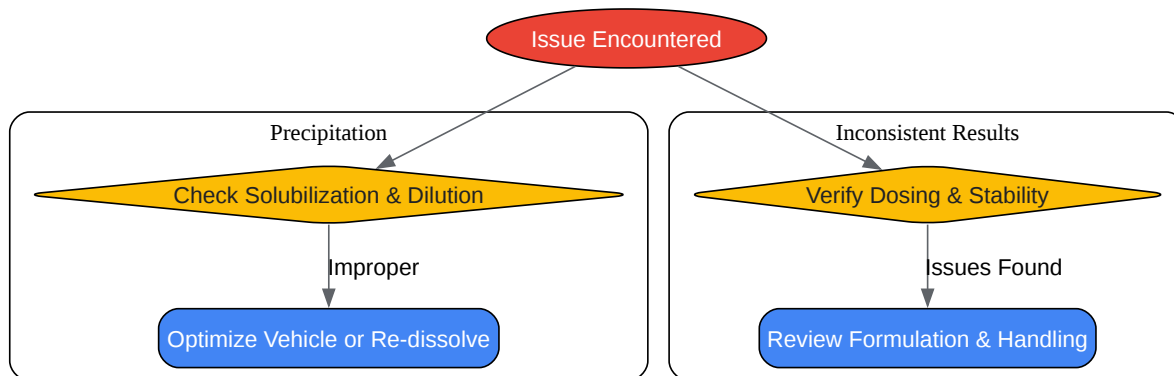 Issue Encountered
Precipitation
Check Solubilization & Dilution
Improper
Optimize Vehicle or Re-dissolve
Inconsistent Results
Verify Dosing & Stability
Issues Found
Review Formulation & Handling